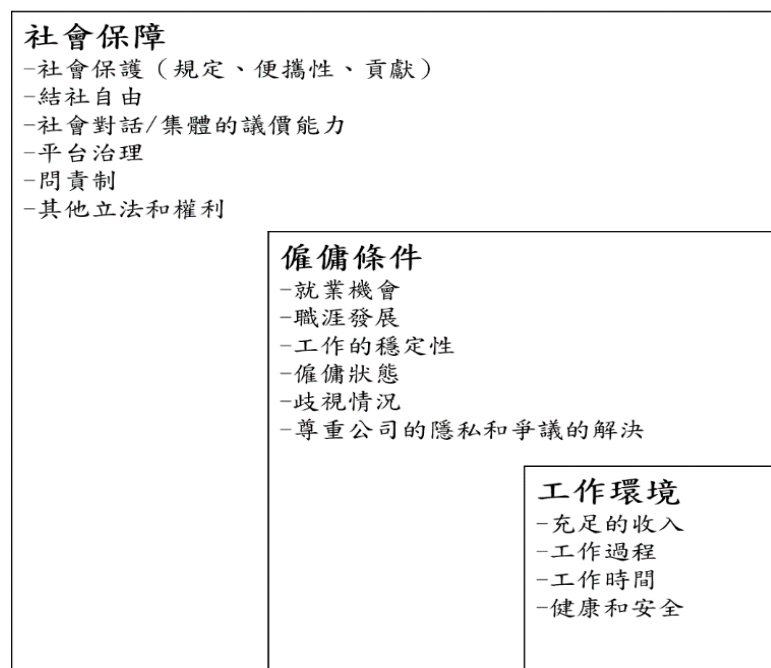 社會保障
-社會保護（規定、便攜性、貢獻）
-結社自由
-社會對話/集體的議價能力
-平台治理
-問責制
-其他立法和權利
僱傭條件
-就業機會
-職涯發展
-工作的穩定性
-僱傭狀態
-歧視情況
-尊重公司的隱私和爭議的解決
工作環境
-充足的收入
-工作過程
-工作時間
-健康和安全